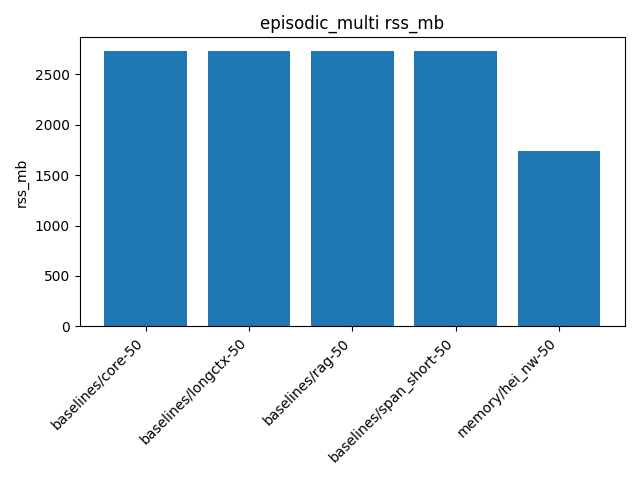 episodic_multi rss_mb
rss_mb
2500
2000
1500
1000
500
0
baselines/core-50
baselines/longctx-50
baselines/rag-50
baselines/span_short-50
memory/hei_nw-50